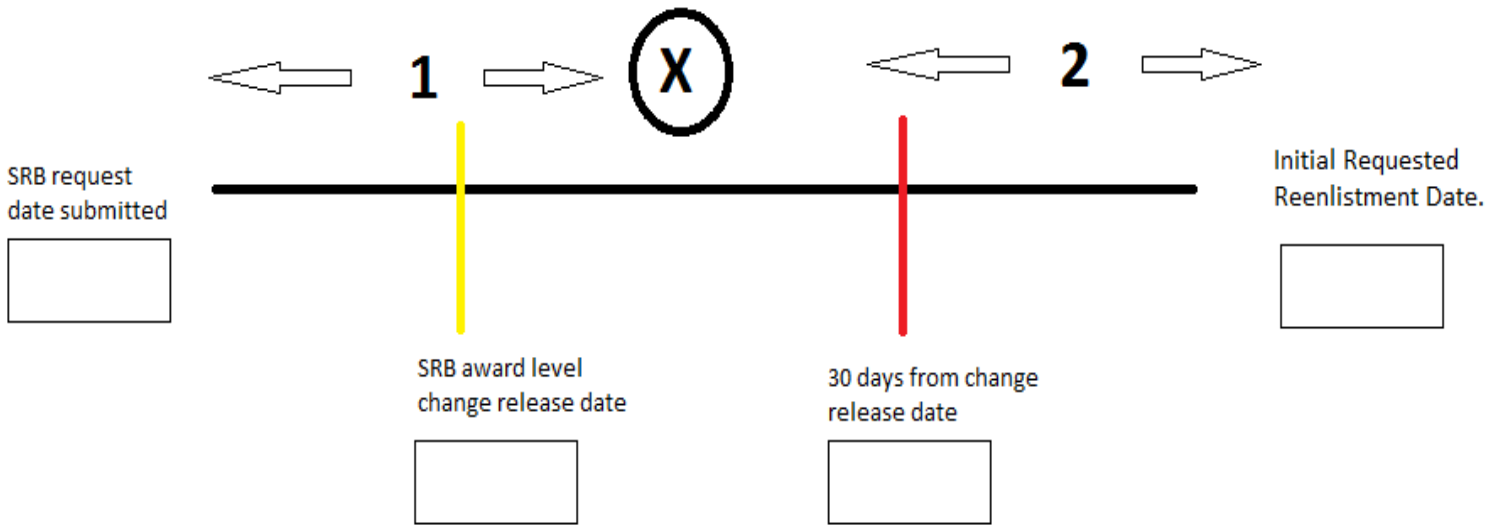 1
X
2
SRB request
date submitted
Initial Requested
Reenlistment Date.
SRB award level
change release date
30 days from change
release date